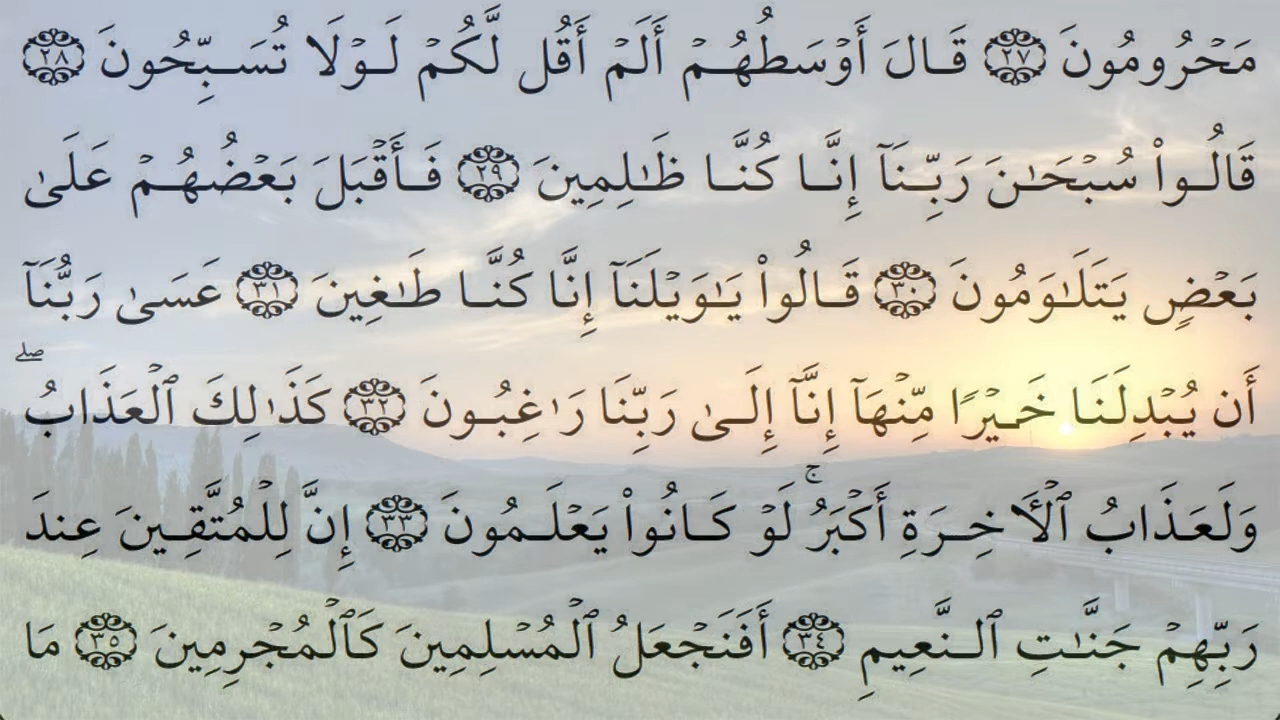 مَحْرُومُونَ ٢٧ قَالَ أَوْسَطُهُمْ أَلَمْ أَقُل لَّكُمْ لَوْلَا تُسَبِّحُونَ ٢٨
قَالُوا۟ سُبْحَـٰنَ رَبِّنَآ إِنَّا كُنَّا ظَـٰلِمِينَ ٢٩ فَأَقْبَلَ بَعْضُهُمْ عَلَىٰ
بَعْضٍ يَتَلَـٰوَمُونَ ٣٠ قَالُوا۟ يَـٰوَيْلَنَآ إِنَّا كُنَّا طَـٰغِينَ ٣١ عَسَىٰ رَبُّنَآ
أَن يُبْدِلَنَا خَيْرًا مِّنْهَآ إِنَّآ إِلَىٰ رَبِّنَا رَٰغِبُونَ ٣٢ كَذَٰلِكَ ٱلْعَذَابُ ۖ
وَلَعَذَابُ ٱلْـَٔاخِرَةِ أَكْبَرُ ۚ لَوْ كَانُوا۟ يَعْلَمُونَ ٣٣ إِنَّ لِلْمُتَّقِينَ عِندَ
رَبِّهِمْ جَنَّـٰتِ ٱلنَّعِيمِ ٣٤ أَفَنَجْعَلُ ٱلْمُسْلِمِينَ كَٱلْمُجْرِمِينَ ٣٥ مَا